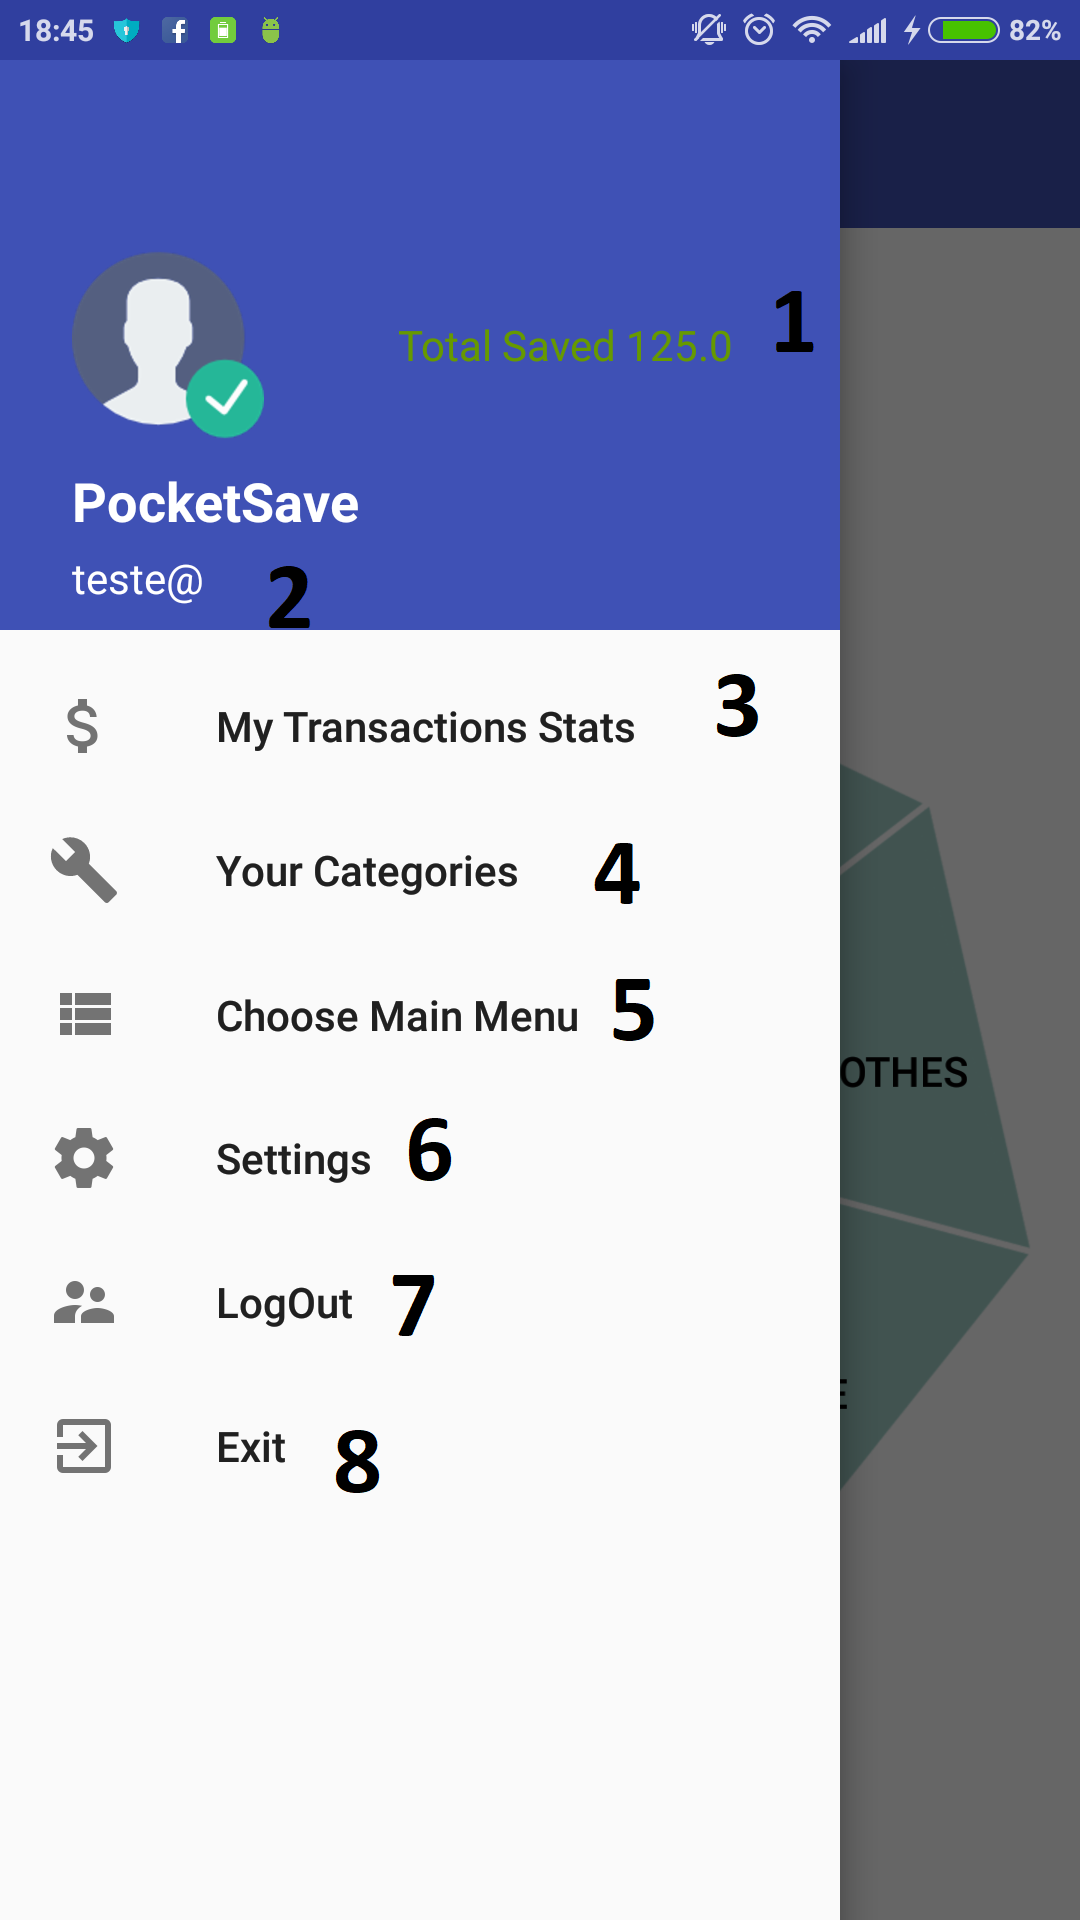 18:45 82%
Total Saved 125.0 1
PocketSave
teste@ 2
My Transactions Stats 3
Your Categories 4
Choose Main Menu 5
OTHES
Settings 6
LogOut 7
E
Exit 8